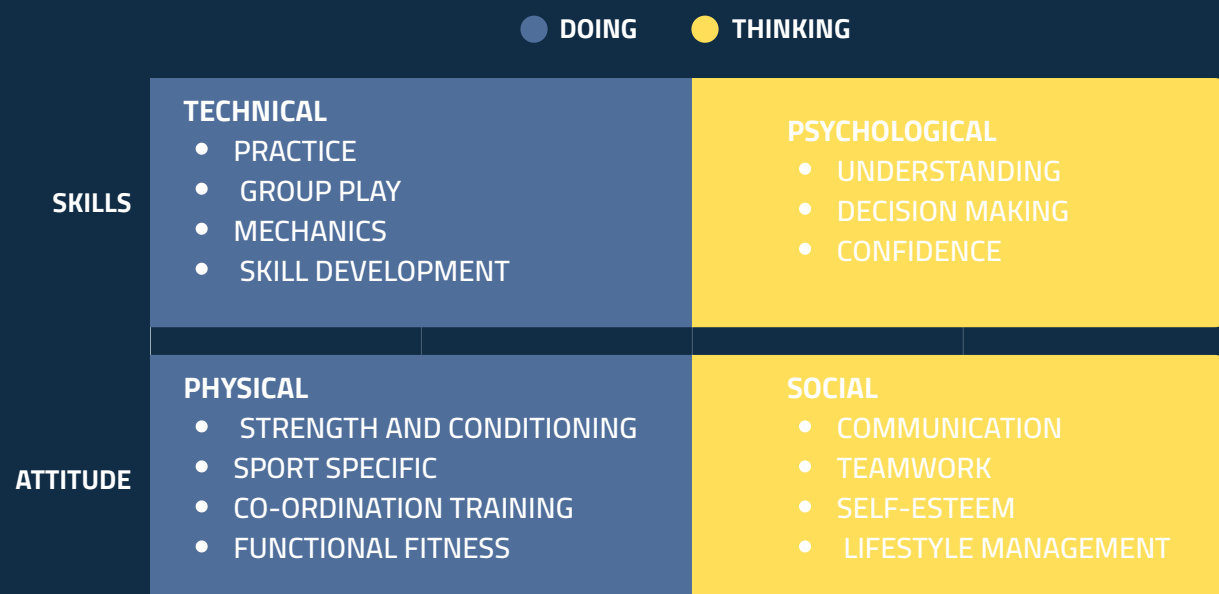 DOING
THINKING
SKILLS
TECHNICAL
• PRACTICE
• GROUP PLAY
• MECHANICS
• SKILL DEVELOPMENT
PSYCHOLOGICAL
• UNDERSTANDING
• DECISION MAKING
• CONFIDENCE
ATTITUDE
PHYSICAL
• STRENGTH AND CONDITIONING
• SPORT SPECIFIC
• CO-ORDINATION TRAINING
• FUNCTIONAL FITNESS
SOCIAL
• COMMUNICATION
• TEAMWORK
• SELF-ESTEEM
• LIFESTYLE MANAGEMENT